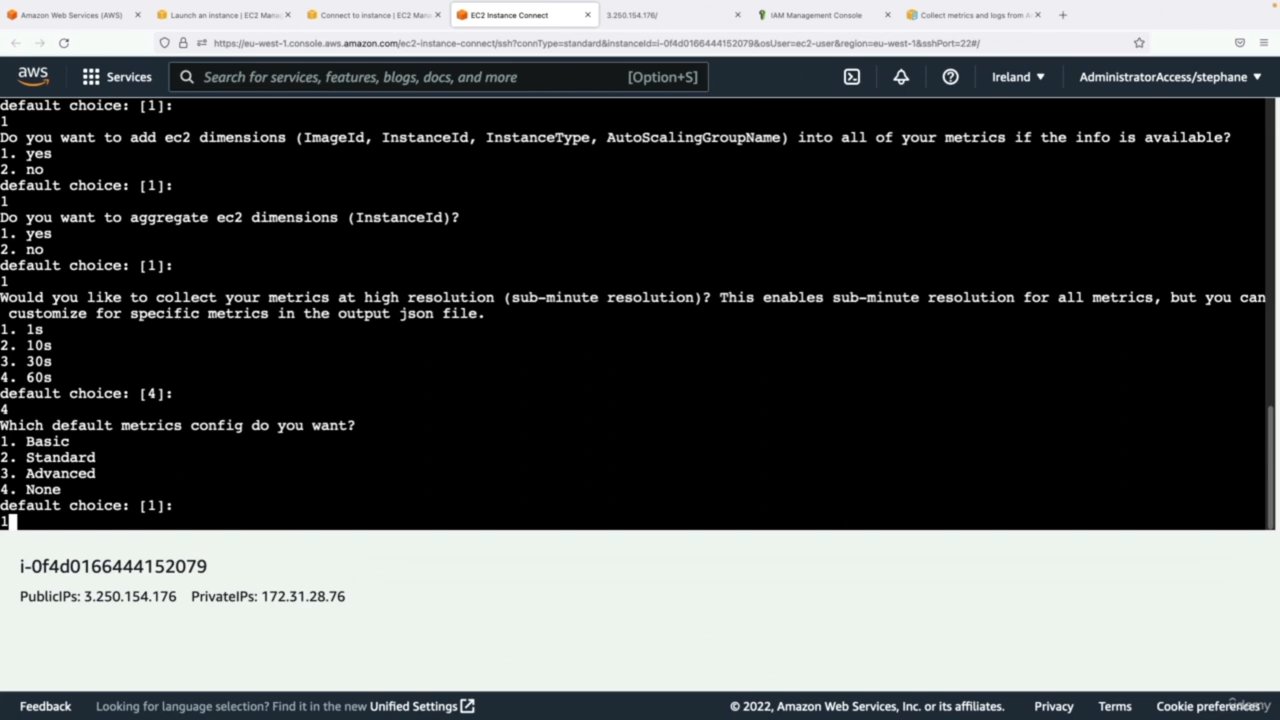 Amazon Web Services (AWS)
Launch an instance | EC2 Mana
Connect to instance | EC2 Mana
EC2 Instance Connect
3.250.154.176/
IAM Management Console
Collect metrics and logs from A
https://eu-west-1.console.aws.amazon.com/ec2-instance-connect/ssh?connType=standard&instanceId=i-0f4d0166444152079&osUser=ec2-user&region=eu-west-1&sshPort=22#/
aws
Services
Search for services, features, blogs, docs, and more
[Option+S]
Ireland
AdministratorAccess/stephane
default choice: [1]:
1
Do you want to add ec2 dimensions (ImageId, InstanceId, InstanceType, AutoScalingGroupName) into all of your metrics if the info is available?
1. yes
2. no
default choice: [1]:
1
Do you want to aggregate ec2 dimensions (InstanceId)?
1. yes
2. no
default choice: [1]:
1
Would you like to collect your metrics at high resolution (sub-minute resolution)? This enables sub-minute resolution for all metrics, but you can
customize for specific metrics in the output json file.
1. 1s
2. 10s
3. 30s
4. 60s
default choice: [4]:
4
Which default metrics config do you want?
1. Basic
2. Standard
3. Advanced
4. None
default choice: [1]:
1
i-0f4d0166444152079
PublicIPs: 3.250.154.176 PrivateIPs: 172.31.28.76
Feedback
Looking for language selection? Find it in the new Unified Settings
© 2022, Amazon Web Services, Inc. or its affiliates.
Privacy
Terms
Cookie preferences
Udemy